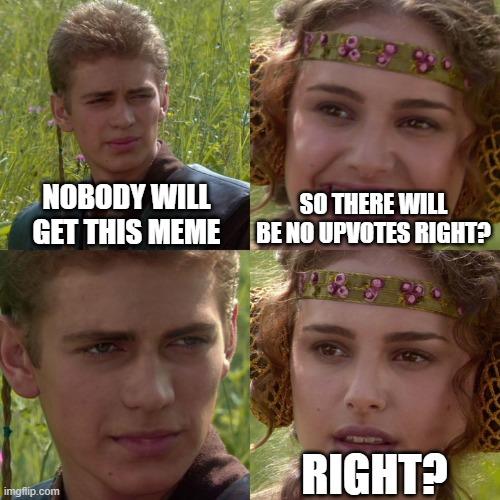 NOBODY WILL
GET THIS MEME
SO THERE WILL
BE NO UPVOTES RIGHT?
RIGHT?
imgflip.com